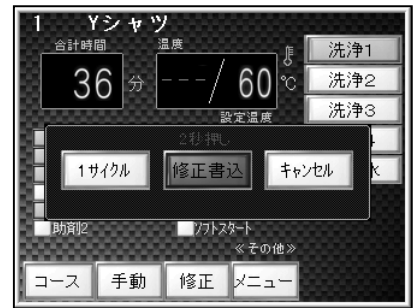 1 Yシャツ
合計時間 温度
36 分 ---/60 ℃
設定温度
洗浄1
洗浄2
洗浄3
2秒押し
1サイクル 修正書込 キャンセル
助剤2 ソフトスタート
≪その他≫
コース 手動 修正 メニュー